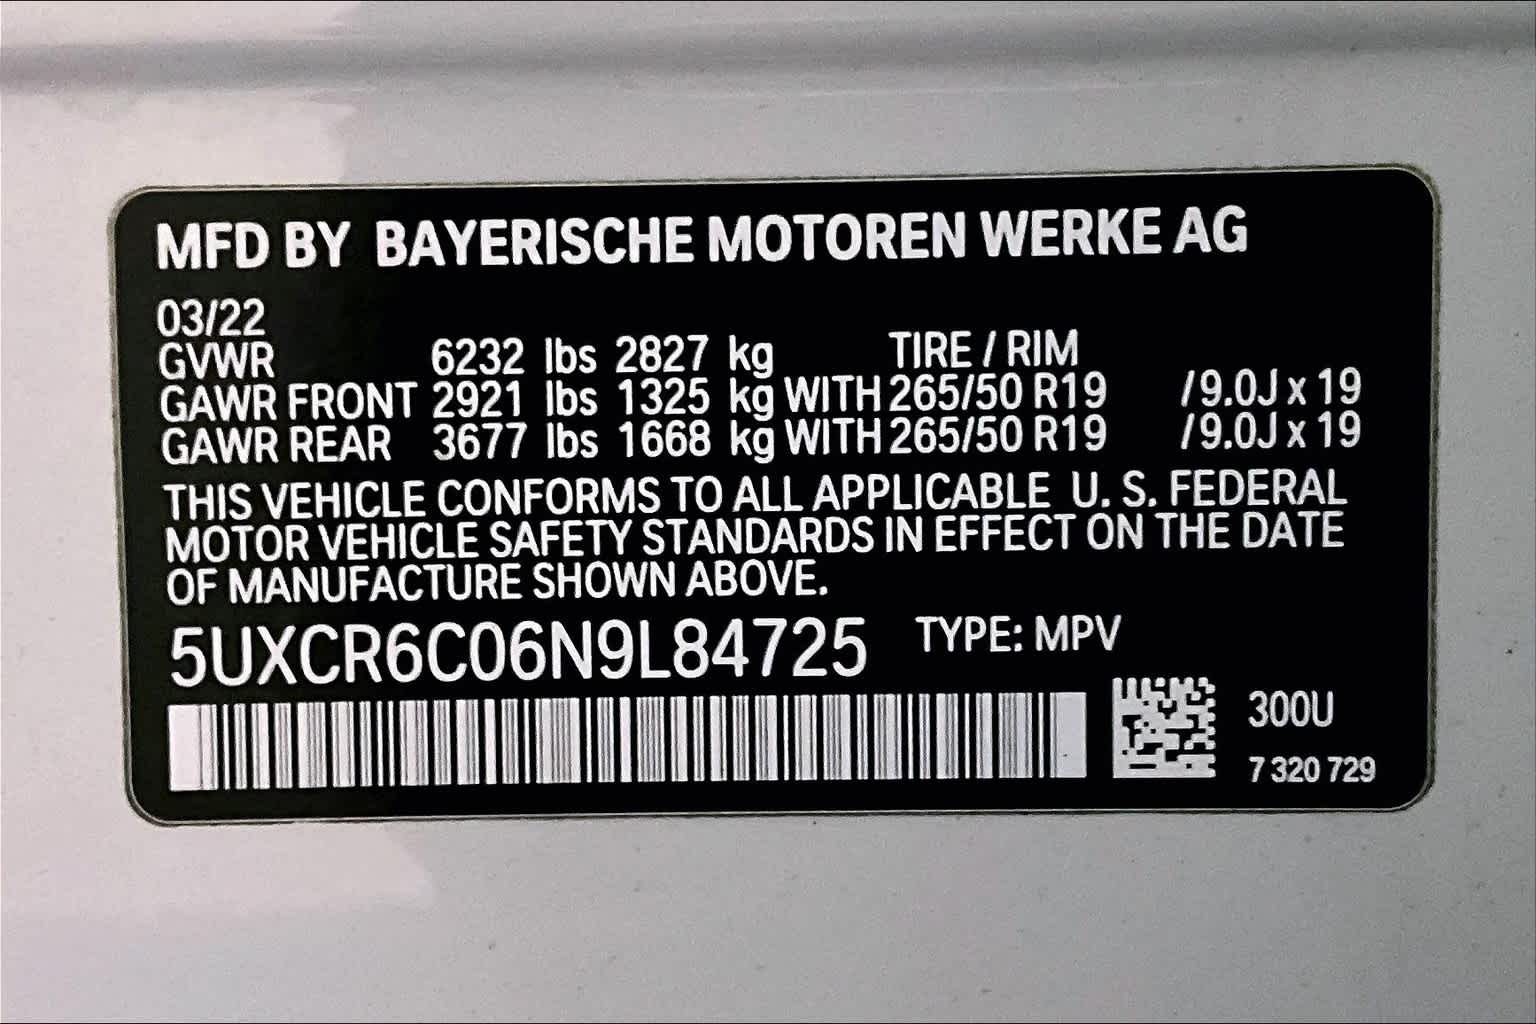 MFD BY BAYERISCHE MOTOREN WERKE AG
03/22
GVWR 6232 lbs 2827 kg TIRE / RIM
GAWR FRONT 2921 lbs 1325 kg WITH 265/50 R19 /9.0J x 19
GAWR REAR 3677 lbs 1668 kg WITH 265/50 R19 /9.0J x 19
THIS VEHICLE CONFORMS TO ALL APPLICABLE U. S. FEDERAL
MOTOR VEHICLE SAFETY STANDARDS IN EFFECT ON THE DATE
OF MANUFACTURE SHOWN ABOVE.
5UXCR6C06N9L84725 TYPE: MPV
300U
7 320 729